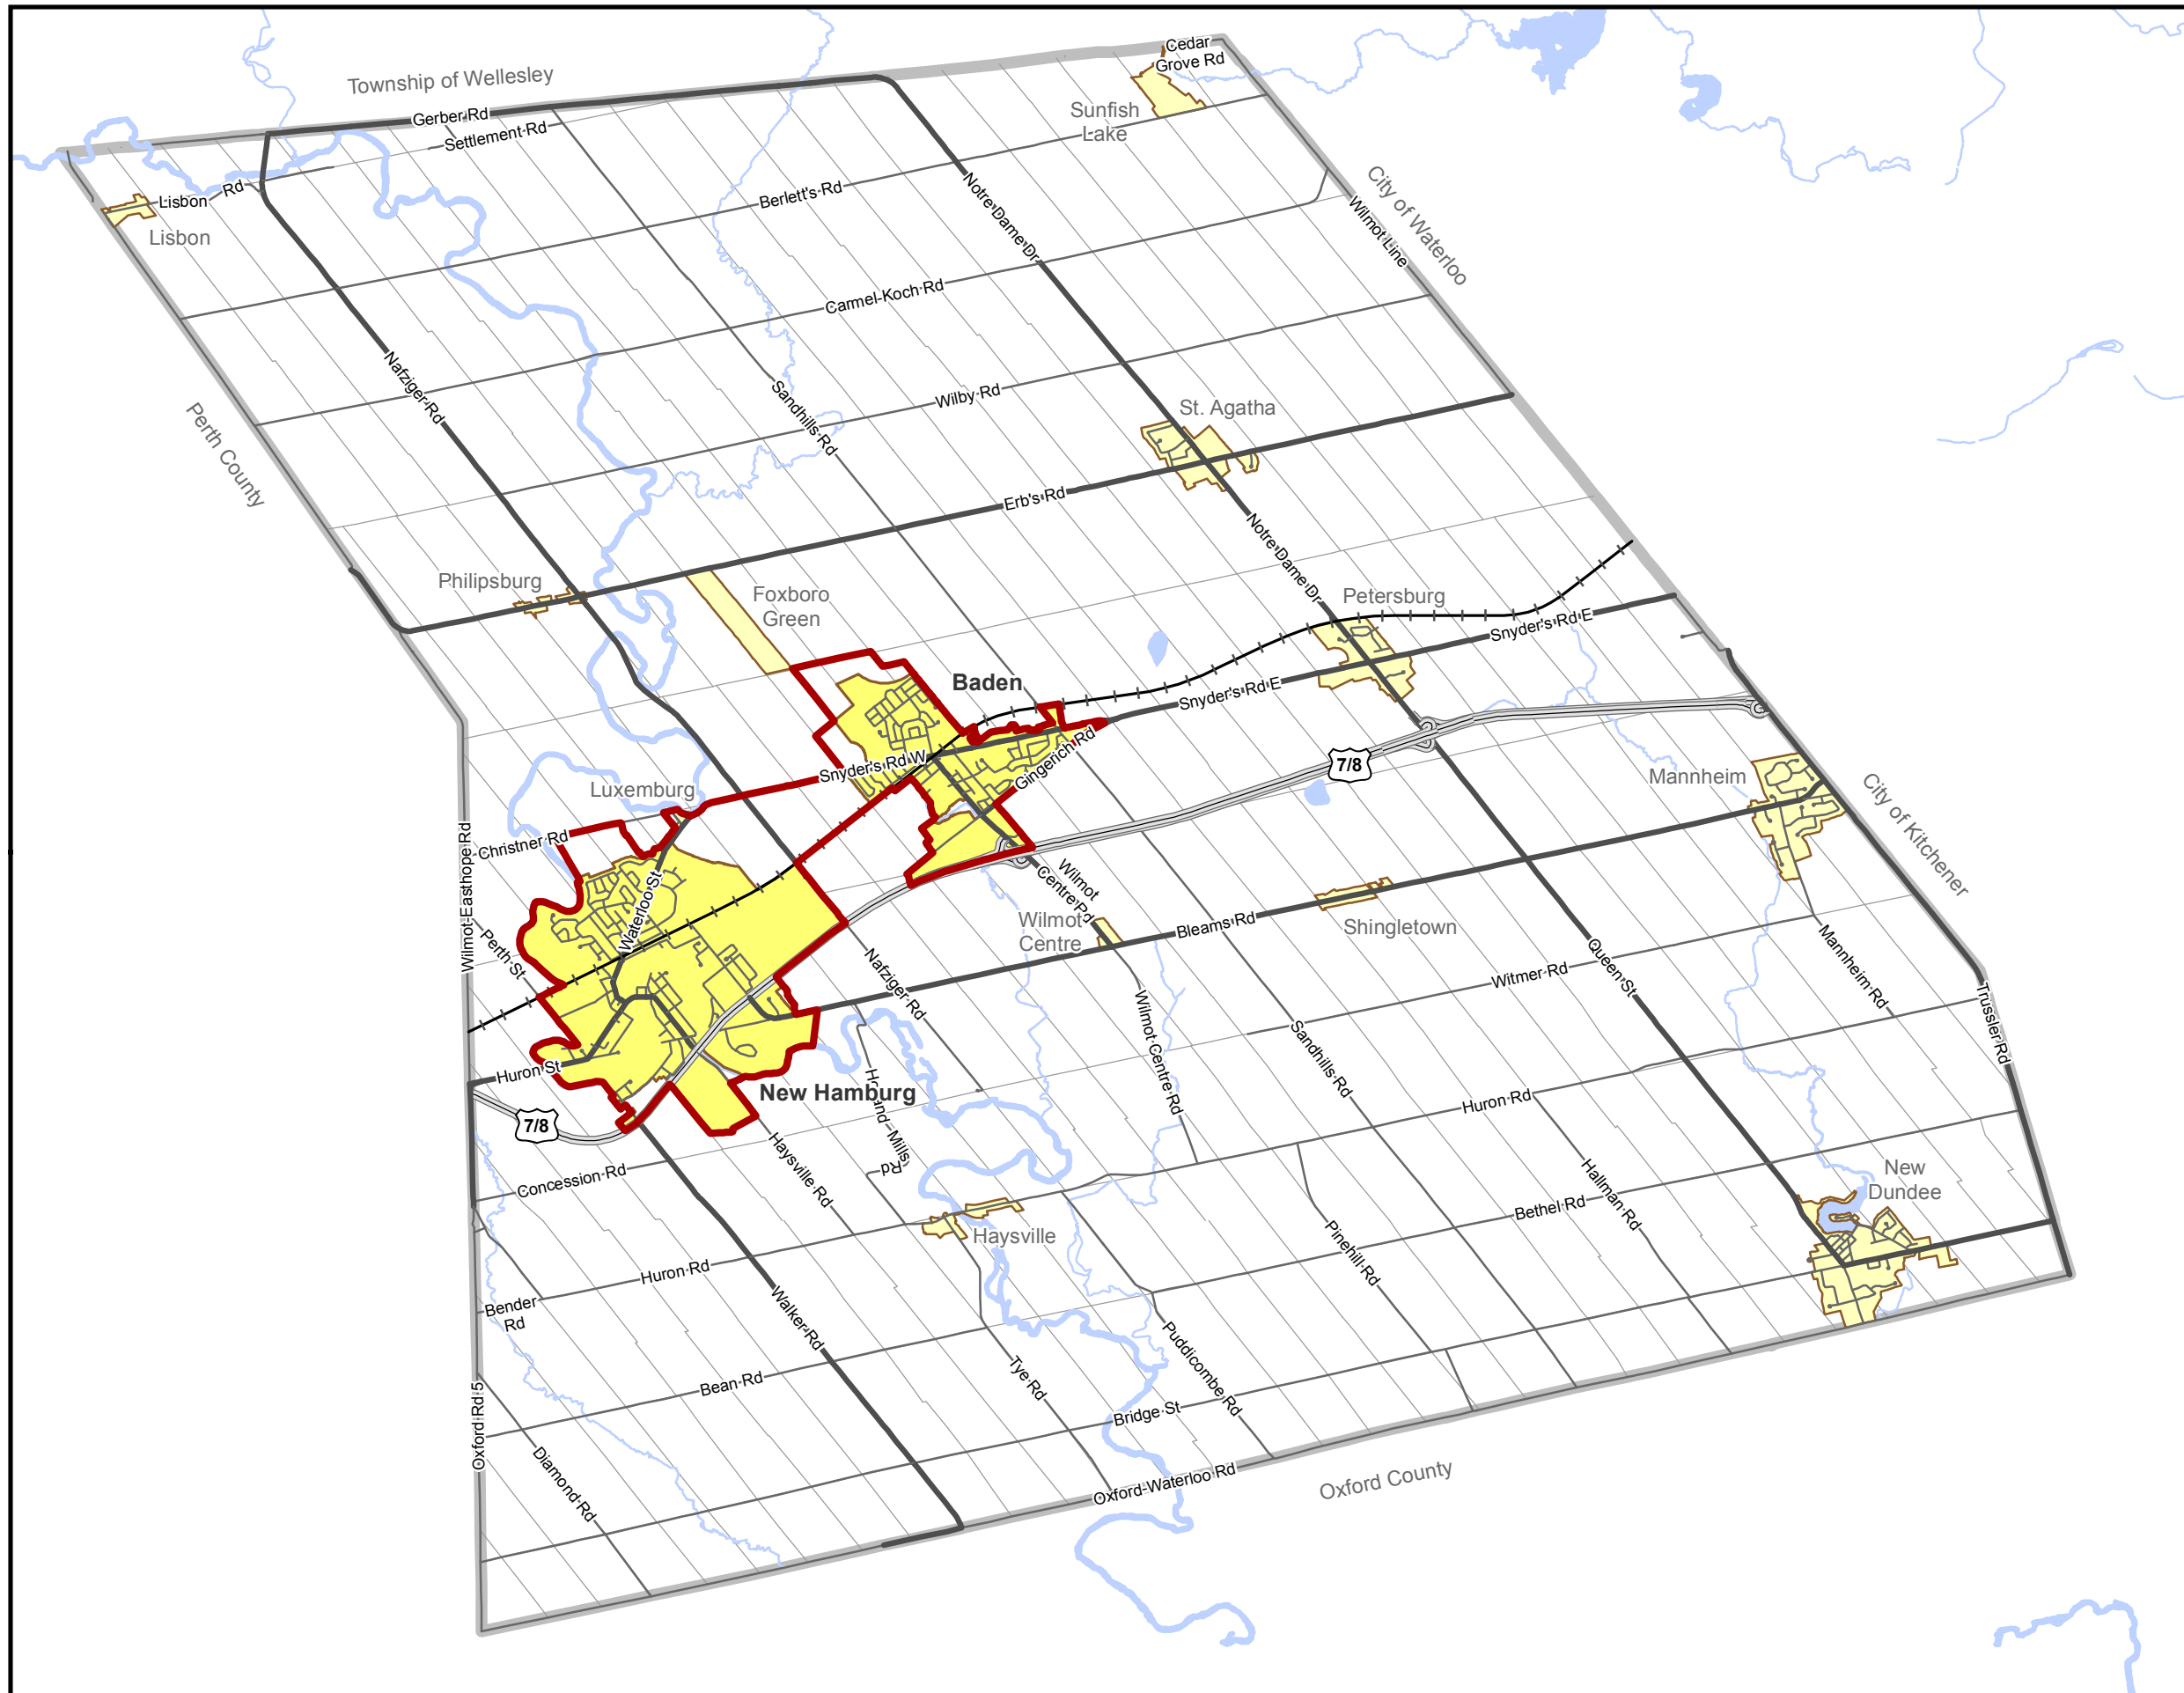 Cedar
Grove Rd
Township of Wellesley
Gerber Rd
Settlement Rd
Sunfish
Lake
Lisbon Rd
Lisbon
Berlett's Rd
Notre Dame Dr
City of Waterloo
Wilmot Line
Carmel-Koch Rd
Nafziger Rd
Sandhills Rd
Wilby Rd
St. Agatha
Perth County
Erb's Rd
Notre Dame Dr
Philipsburg
Foxboro
Green
Petersburg
Snyder's Rd E
Baden
Snyder's Rd E
Gingerich Rd
Snyder's Rd W
7/8
Mannheim
City of Kitchener
Luxemburg
Christner Rd
Wilmot-Easthope Rd
Waterloo St
Perth St
Wilmot
Centre Rd
Wilmot
Centre
Bleams Rd
Shingletown
Nafziger Rd
Witmer Rd
Queen St
Mannheim Rd
Trussler Rd
Wilmot Centre Rd
Sandhills Rd
Huron St
New Hamburg
7/8
Huron Rd
Haysville Rd
Mills
Rd
Concession Rd
Hallman Rd
New
Dundee
Bethel Rd
Haysville
Pinehill Rd
Huron Rd
Bender
Rd
Walker Rd
Puddicombe Rd
Tye Rd
Bean Rd
Bridge St
Oxford Rd 5
Diamond Rd
Oxford-Waterloo Rd
Oxford County